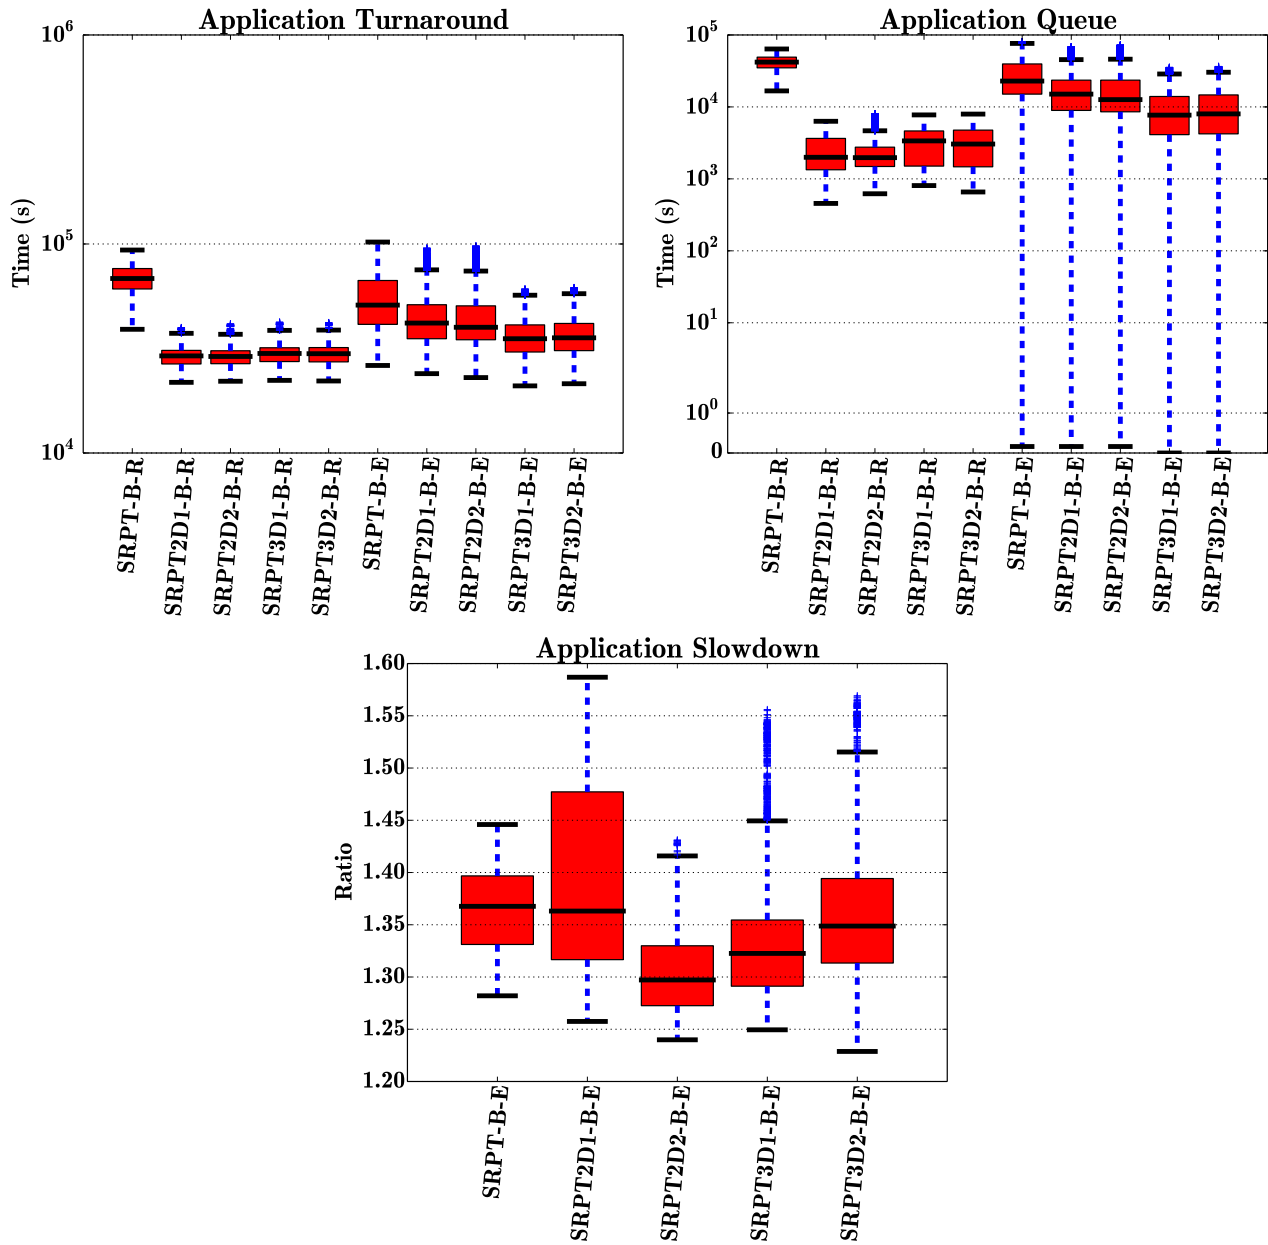 Application Turnaround
Time (s)
10^6
10^5
10^4
SRPT-B-R
SRPT2D1-B-R
SRPT2D2-B-R
SRPT3D1-B-R
SRPT3D2-B-R
SRPT-B-E
SRPT2D1-B-E
SRPT2D2-B-E
SRPT3D1-B-E
SRPT3D2-B-E
Application Queue
Time (s)
10^5
10^4
10^3
10^2
10^1
10^0
0
SRPT-B-R
SRPT2D1-B-R
SRPT2D2-B-R
SRPT3D1-B-R
SRPT3D2-B-R
SRPT-B-E
SRPT2D1-B-E
SRPT2D2-B-E
SRPT3D1-B-E
SRPT3D2-B-E
Application Slowdown
Ratio
1.60
1.55
1.50
1.45
1.40
1.35
1.30
1.25
1.20
SRPT-B-E
SRPT2D1-B-E
SRPT2D2-B-E
SRPT3D1-B-E
SRPT3D2-B-E